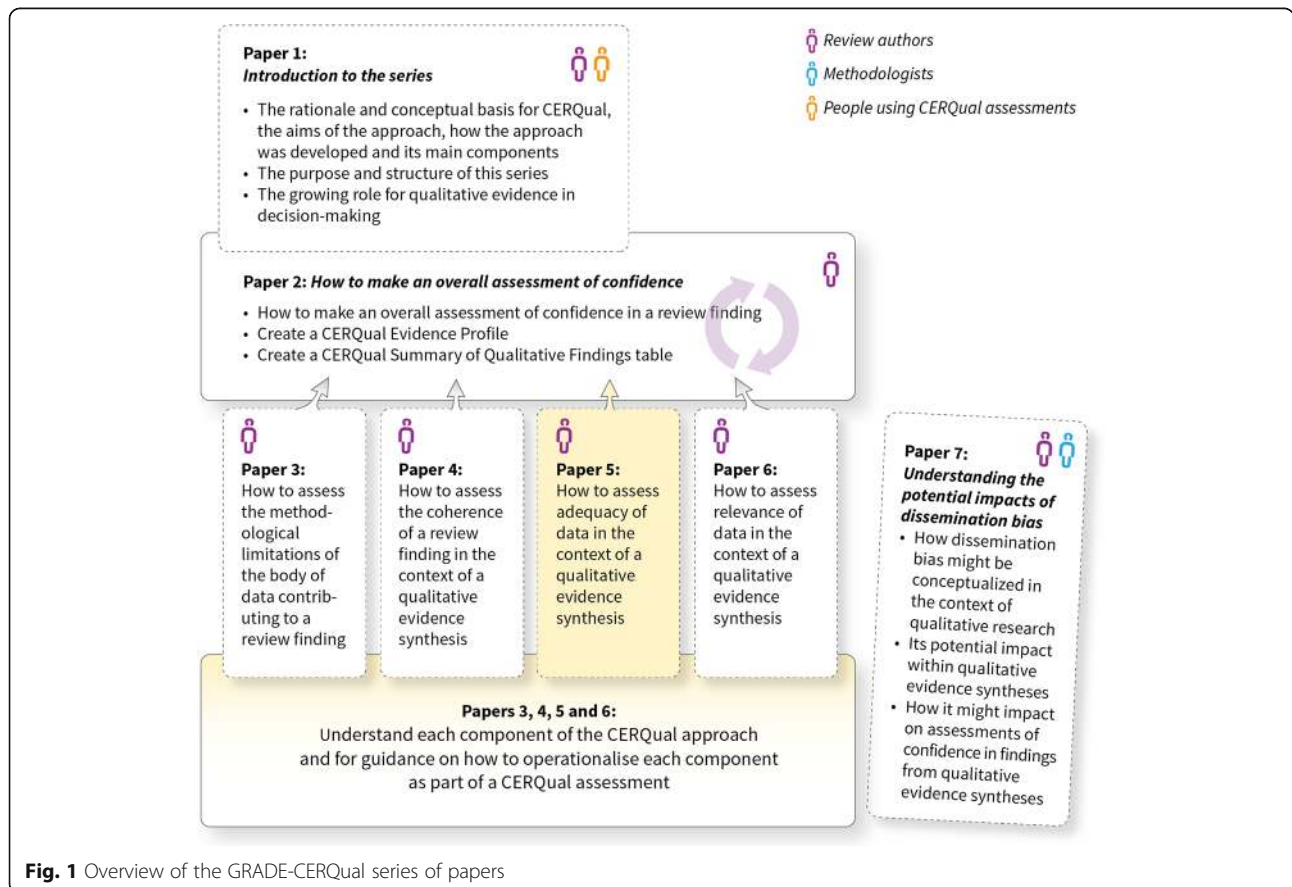 Paper 1:
Introduction to the series
• The rationale and conceptual basis for CERQual,
the aims of the approach, how the approach
was developed and its main components
• The purpose and structure of this series
• The growing role for qualitative evidence in
decision-making
Review authors
Methodologists
People using CERQual assessments
Paper 2: How to make an overall assessment of confidence
• How to make an overall assessment of confidence in a review finding
• Create a CERQual Evidence Profile
• Create a CERQual Summary of Qualitative Findings table
Paper 3:
How to assess
the method-
ological
limitations of
the body of
data contrib-
uting to a
review finding
Paper 4:
How to assess
the coherence
of a review
finding in the
context of a
qualitative
evidence
synthesis
Paper 5:
How to assess
adequacy of
data in the
context of a
qualitative
evidence
synthesis
Paper 6:
How to assess
relevance of
data in the
context of a
qualitative
evidence
synthesis
Paper 7:
Understanding the
potential impacts of
dissemination bias
• How dissemination
bias might be
conceptualized in
the context of
qualitative research
• Its potential impact
within qualitative
evidence syntheses
• How it might impact
on assessments of
confidence in findings
from qualitative
evidence syntheses
Papers 3, 4, 5 and 6:
Understand each component of the CERQual approach
and for guidance on how to operationalise each component
as part of a CERQual assessment
Fig. 1 Overview of the GRADE-CERQual series of papers